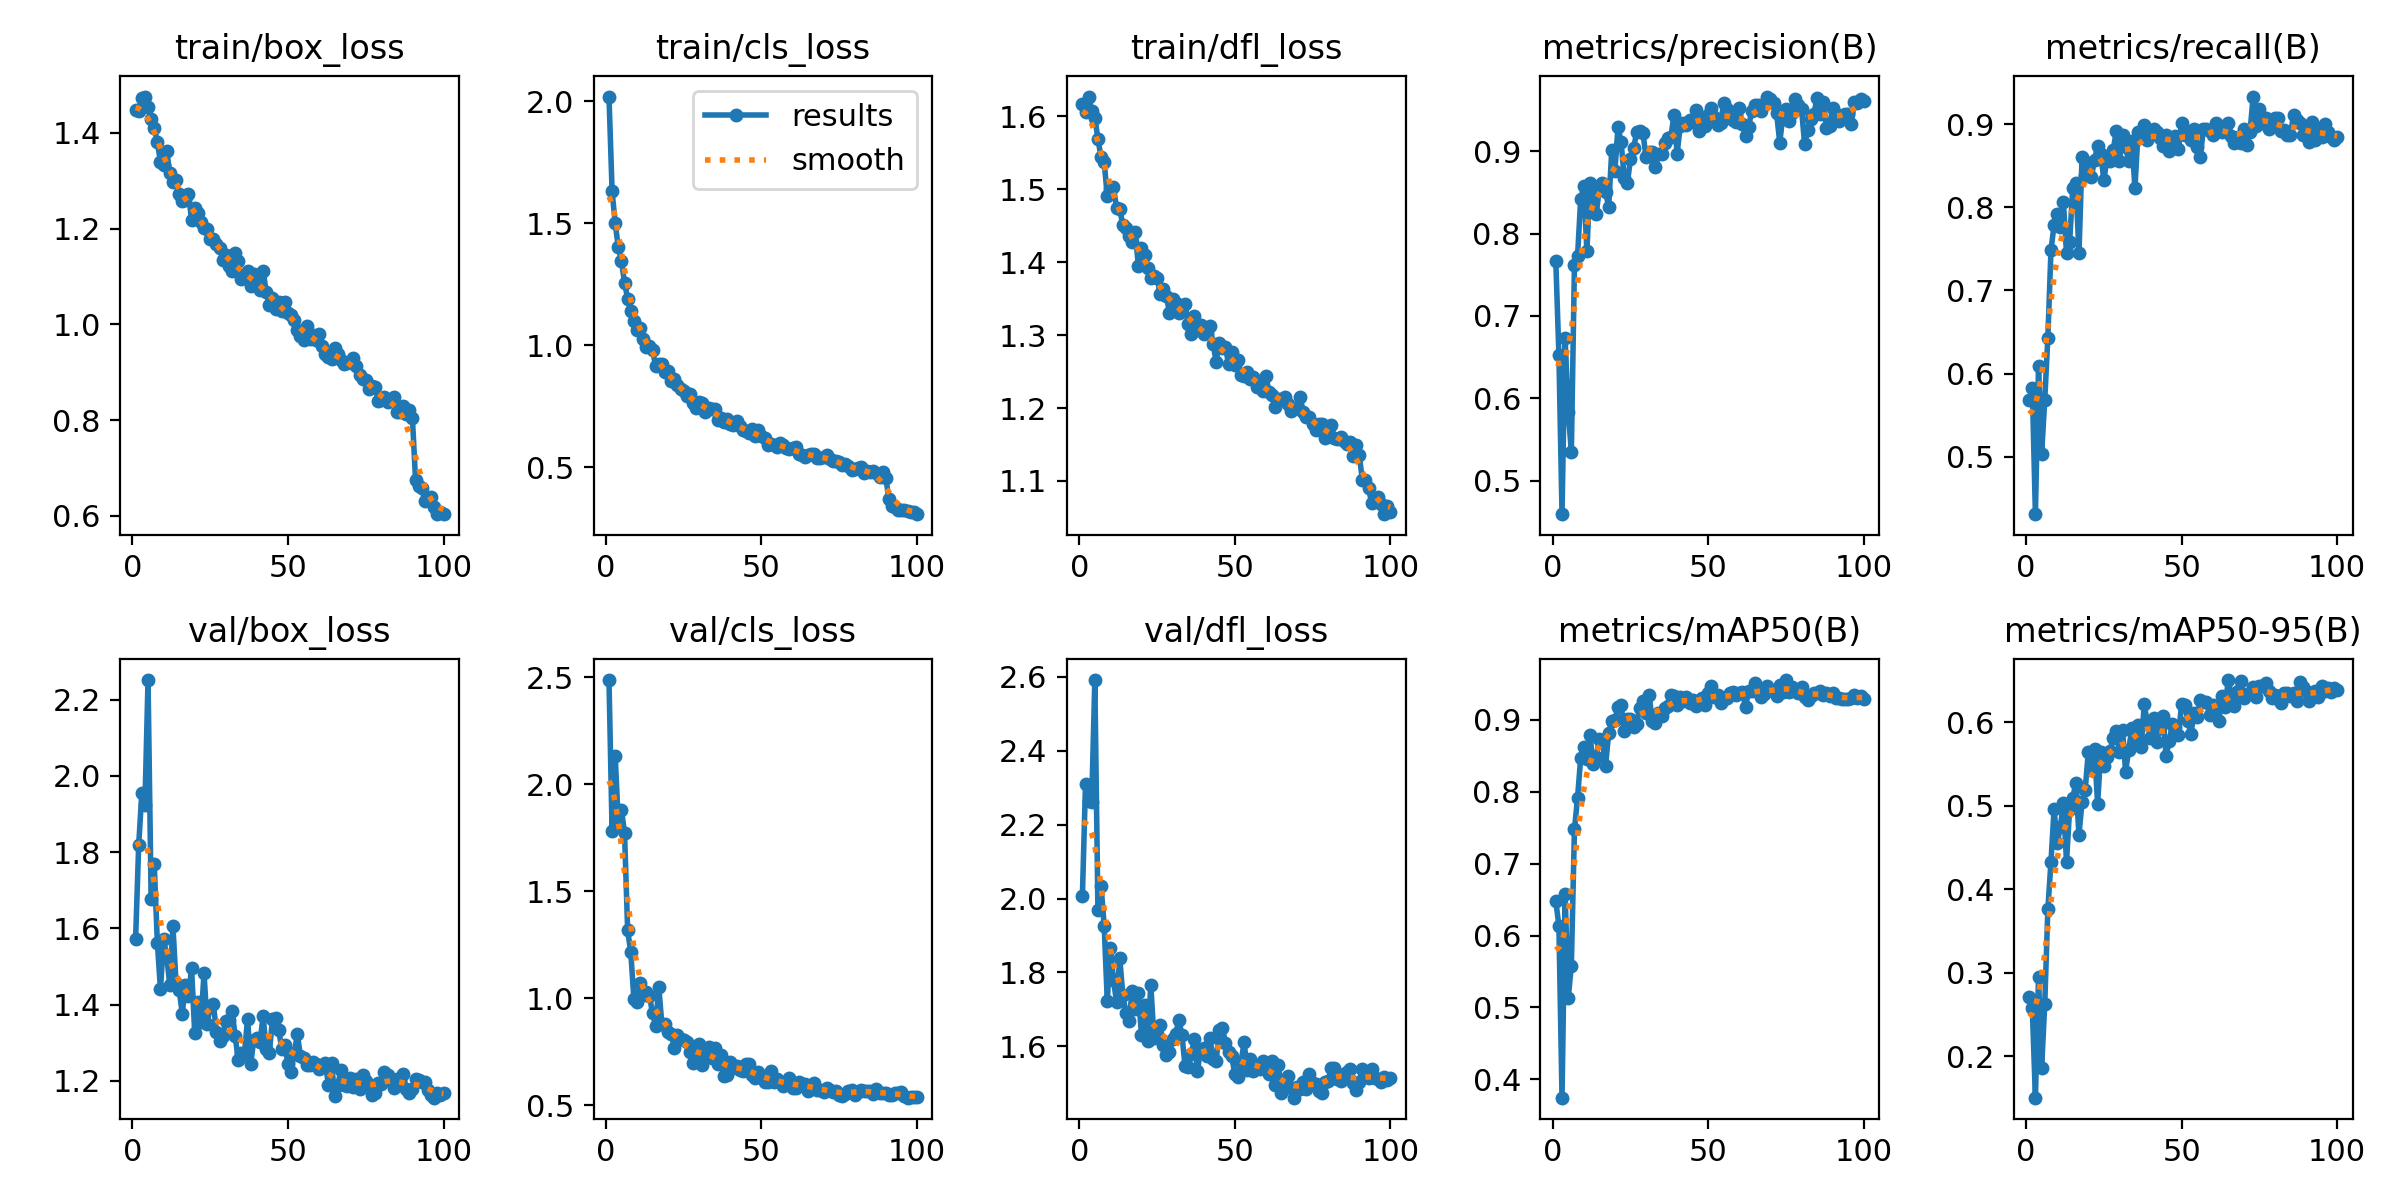 train/box_loss
1.4
1.2
1.0
0.8
0.6
0 50 100
train/cls_loss
results
smooth
2.0
1.5
1.0
0.5
0 50 100
train/dfl_loss
1.6
1.5
1.4
1.3
1.2
1.1
0 50 100
metrics/precision(B)
0.9
0.8
0.7
0.6
0.5
0 50 100
metrics/recall(B)
0.9
0.8
0.7
0.6
0.5
0 50 100
val/box_loss
2.2
2.0
1.8
1.6
1.4
1.2
0 50 100
val/cls_loss
2.5
2.0
1.5
1.0
0.5
0 50 100
val/dfl_loss
2.6
2.4
2.2
2.0
1.8
1.6
0 50 100
metrics/mAP50(B)
0.9
0.8
0.7
0.6
0.5
0.4
0 50 100
metrics/mAP50-95(B)
0.6
0.5
0.4
0.3
0.2
0 50 100